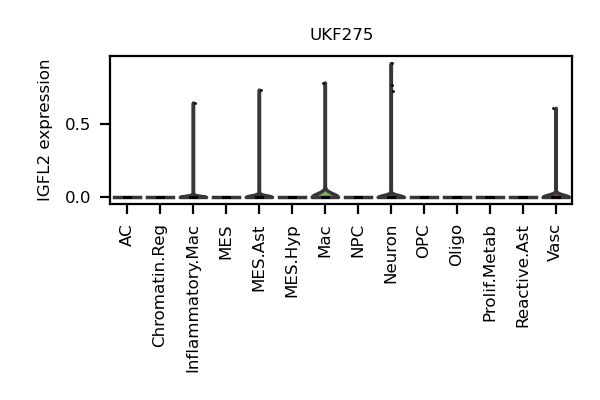 UKF275
IGFL2 expression
0.5
0.0
AC
Chromatin.Reg
Inflammatory.Mac
MES
MES.Ast
MES.Hyp
Mac
NPC
Neuron
OPC
Oligo
Prolif.Metab
Reactive.Ast
Vasc